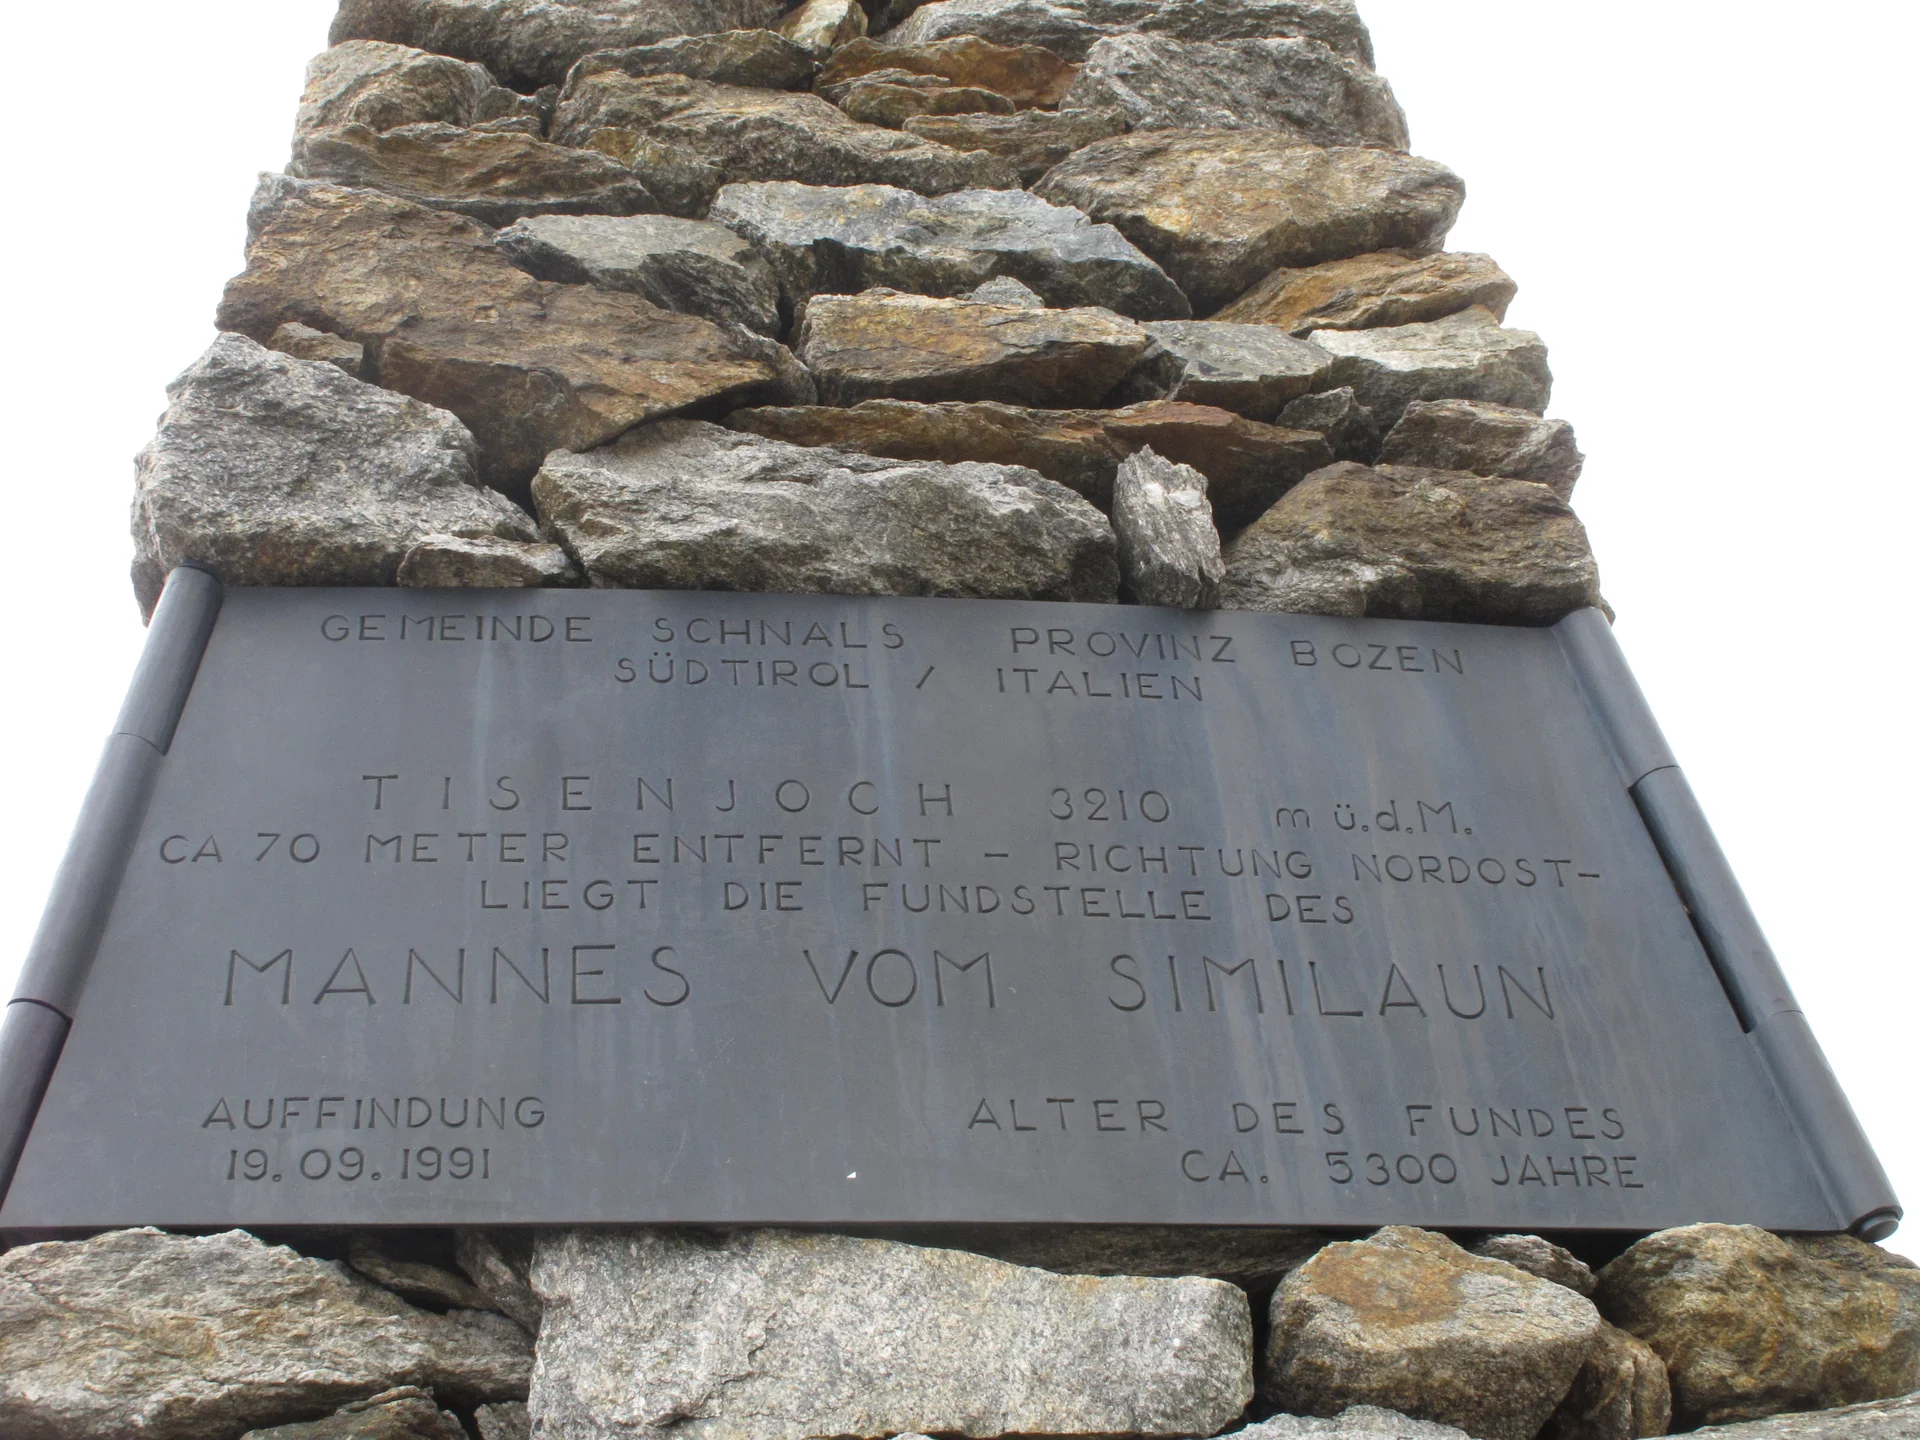 GEMEINDE SCHNALS PROVINZ BOZEN
SÜDTIROL / ITALIEN
TISENJOCH 3210 m ü.d.M.
CA 70 METER ENTFERNT - RICHTUNG NORDOST-
LIEGT DIE FUNDSTELLE DES
MANNES VOM SIMILAUN
AUFFINDUNG
19.09.1991
ALTER DES FUNDES
CA. 5300 JAHRE